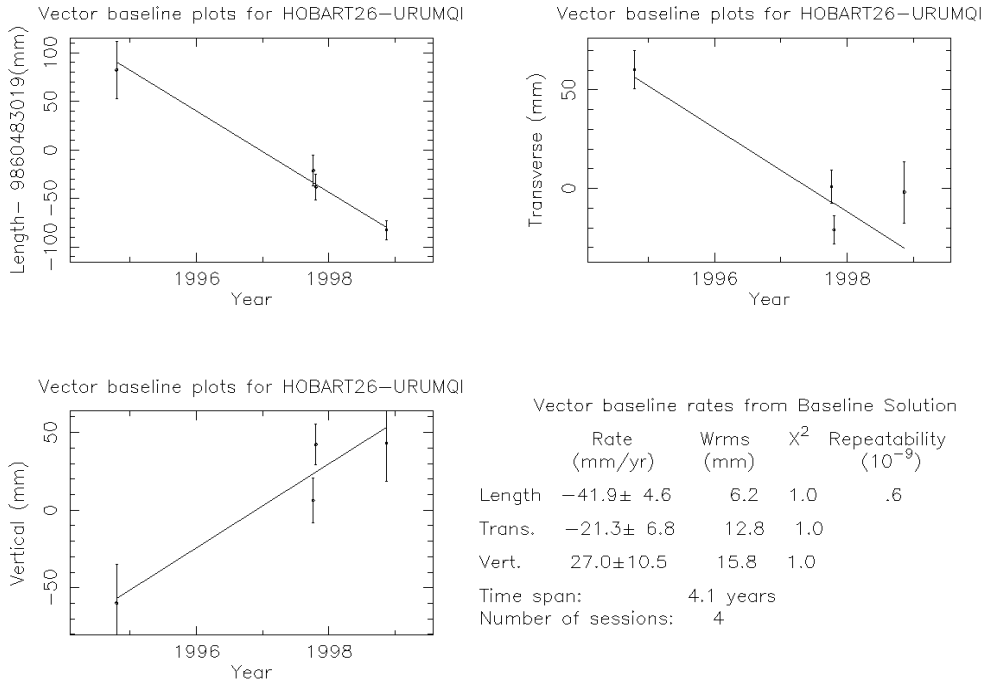 Vector baseline plots for HOBART26-URUMQI
Length- 9860483019(mm)
100
50
0
-50
-100
1996 1998
Year
Vector baseline plots for HOBART26-URUMQI
Transverse (mm)
50
0
1996 1998
Year
Vector baseline plots for HOBART26-URUMQI
Vertical (mm)
50
0
-50
1996 1998
Year
Vector baseline rates from Baseline Solution
Rate Wrms X² Repeatability
(mm/yr) (mm) (10⁻⁹)
Length -41.9± 4.6 6.2 1.0 .6
Trans. -21.3± 6.8 12.8 1.0
Vert. 27.0±10.5 15.8 1.0
Time span: 4.1 years
Number of sessions: 4